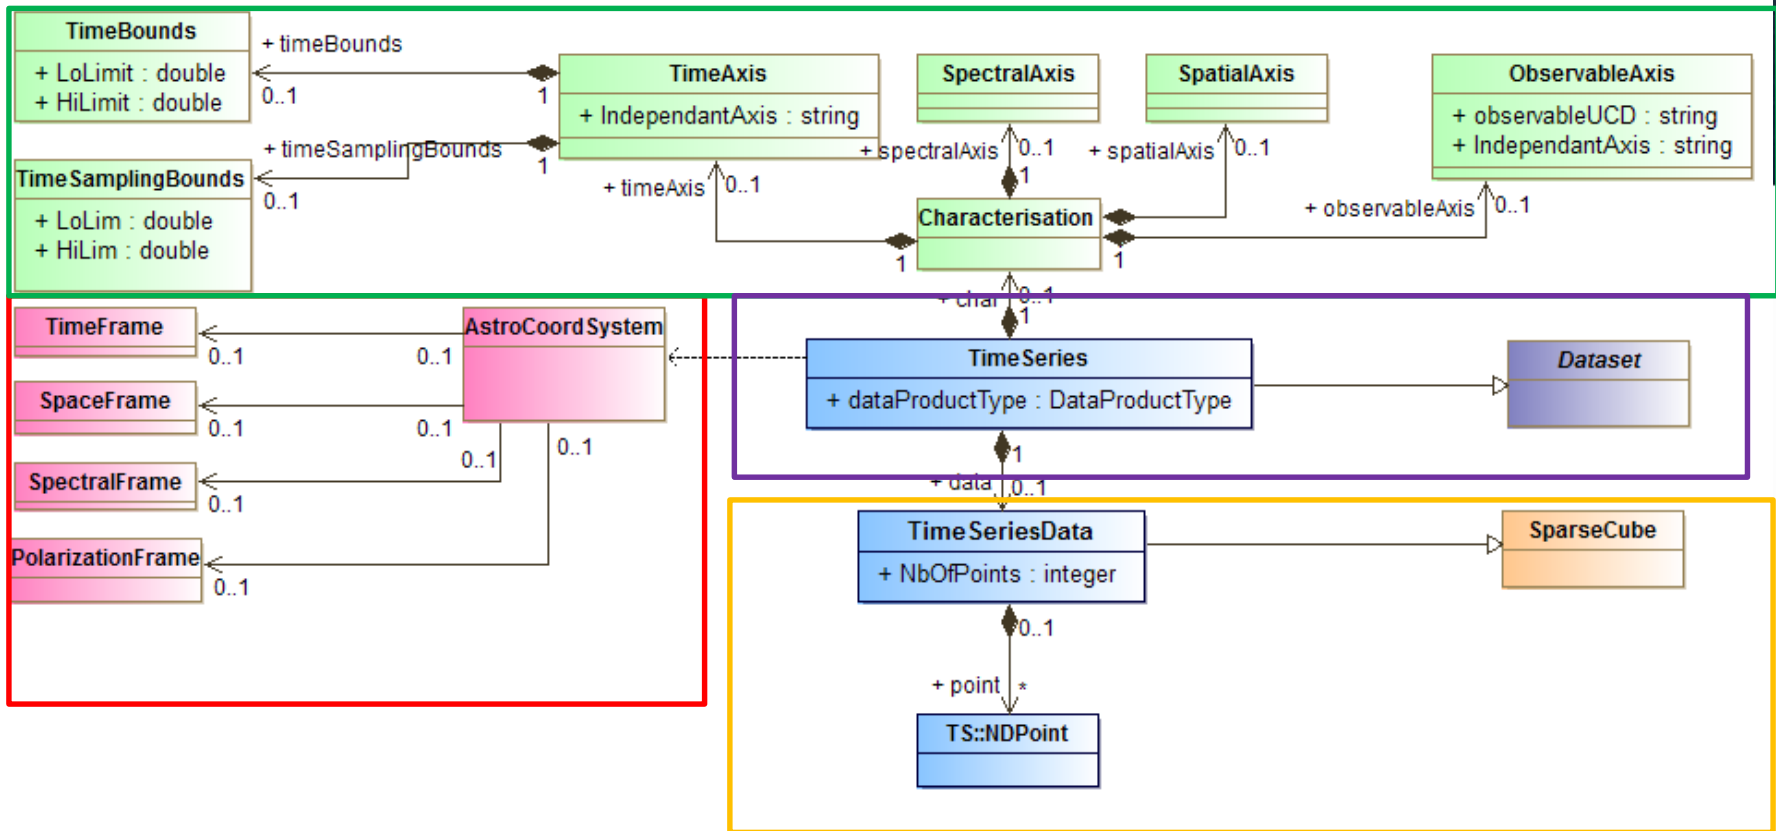 TimeBounds
+ LoLimit : double
+ HiLimit : double
+ timeBounds
0..1
1
TimeAxis
+ IndependantAxis : string
SpectralAxis
SpatialAxis
ObservableAxis
+ observableUCD : string
+ IndependantAxis : string
+ timeSamplingBounds
0..1
1
TimeSamplingBounds
+ LoLim : double
+ HiLim : double
+ timeAxis
0..1
+ spectralAxis
0..1
1
+ spatialAxis
0..1
+ observableAxis
0..1
Characterisation
1
1
+ char
0..1
1
TimeFrame
0..1
0..1
AstroCoordSystem
TimeSeries
+ dataProductType : DataProductType
Dataset
SpaceFrame
0..1
0..1
SpectralFrame
0..1
0..1
PolarizationFrame
0..1
0..1
1
+ data
0..1
TimeSeriesData
+ NbOfPoints : integer
SparseCube
0..1
+ point
*
TS::NDPoint